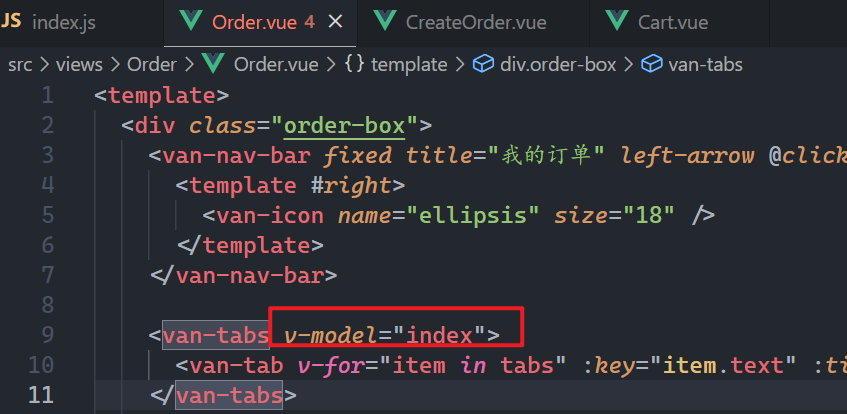 JS index.js Order.vue 4 × CreateOrder.vue Cart.vue
src > views > Order > Order.vue > {} template > div.order-box > van-tabs
1 <template>
2 <div class="order-box">
3 <van-nav-bar fixed title="我的订单" left-arrow @click
4 <template #right>
5 <van-icon name="ellipsis" size="18" />
6 </template>
7 </van-nav-bar>
8
9 <van-tabs v-model="index">
10 <van-tab v-for="item in tabs" :key="item.text" :ti
11 </van-tabs>